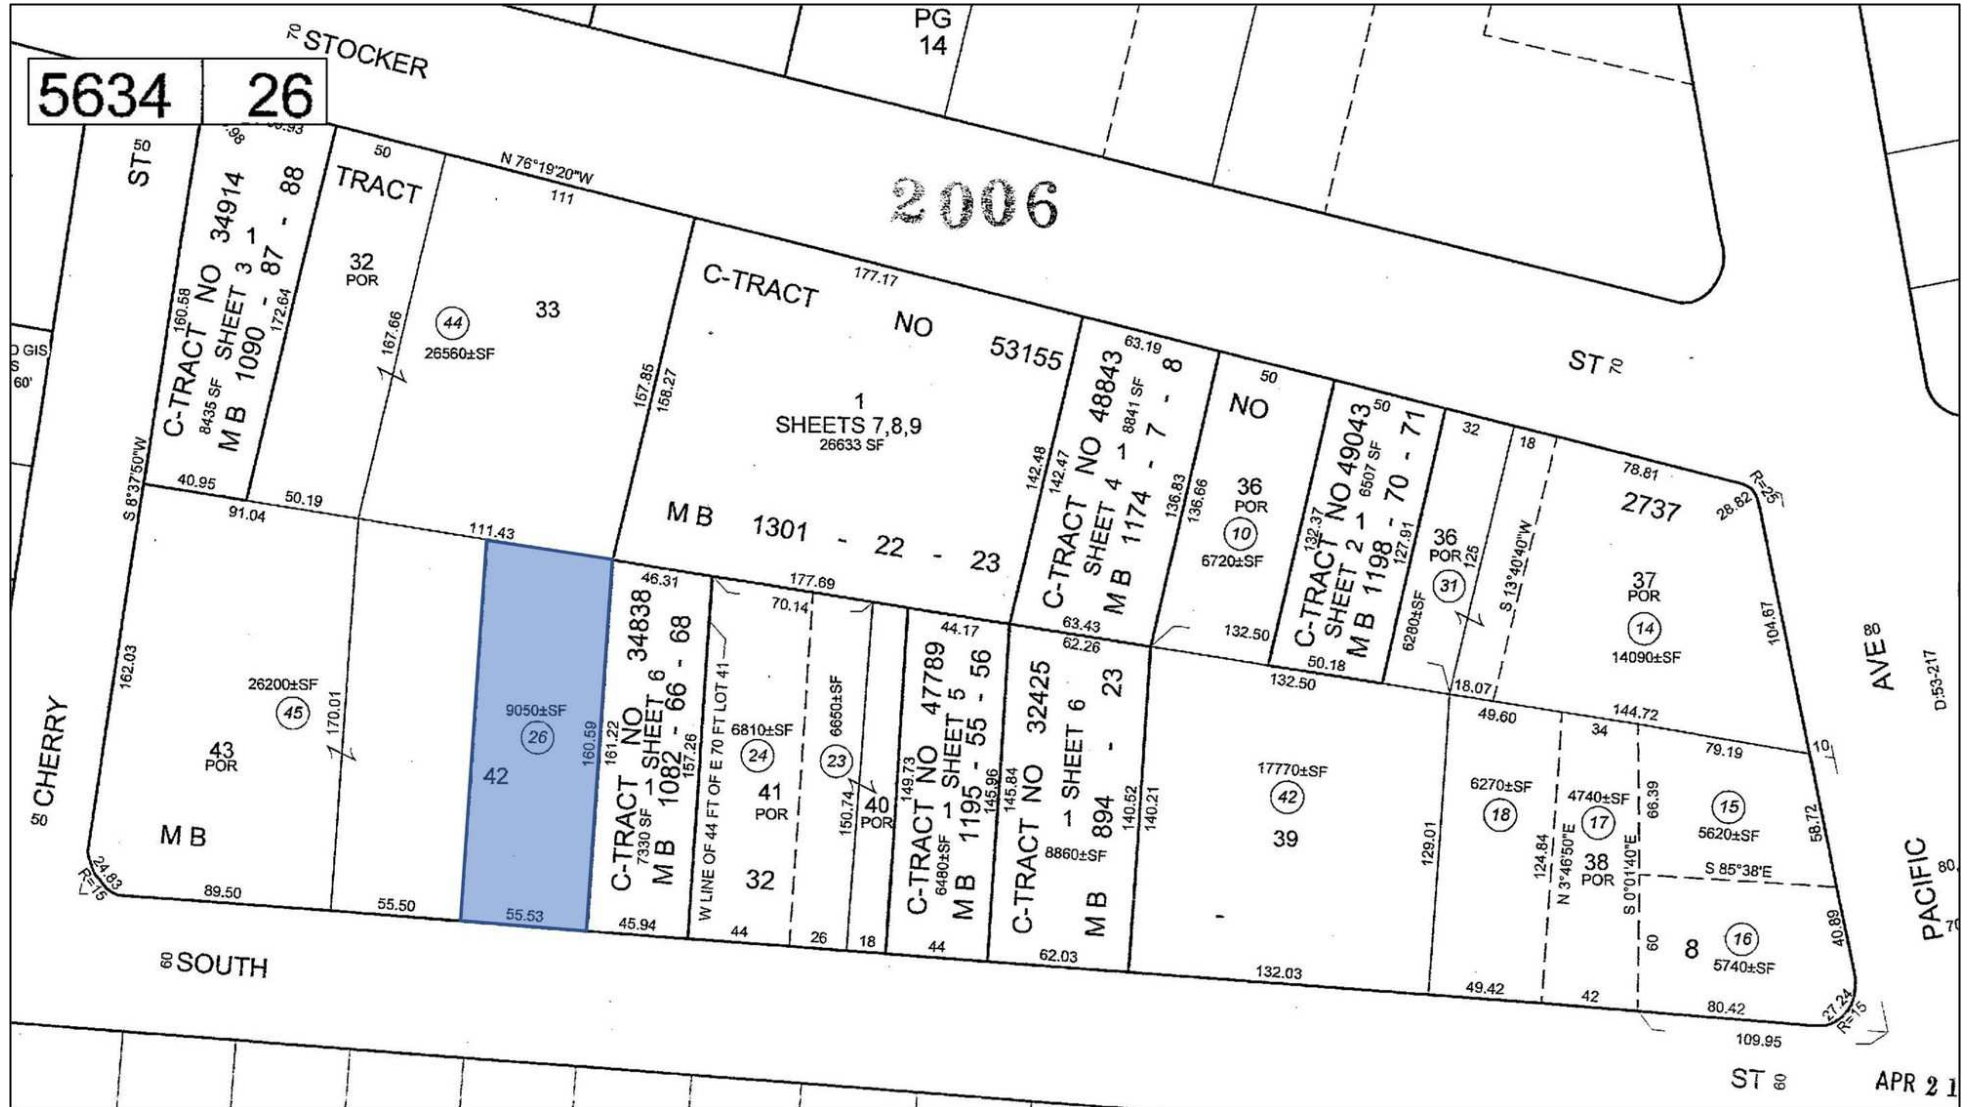 5634 26
70 STOCKER
PG
14
2006
ST 70
ST 50
C-TRACT NO 34914
8435 SF SHEET 3 1
M B 1090 - 87 - 88
160.58
172.64
40.95
S 8°37'50"W
TRACT
50
N 76°19'20"W
111
32
POR
167.66
44
26560±SF
33
50.19
91.04
111.43
157.85
158.27
C-TRACT NO 53155
177.17
1
SHEETS 7,8,9
26633 SF
M B 1301 - 22 - 23
142.48
142.47
63.19
C-TRACT NO 48843
SHEET 4 1 8841 SF
M B 1174 - 7 - 8
63.43
136.83
136.66
50
NO
36
POR
10
6720±SF
132.50
50
C-TRACT NO 49043
SHEET 2 1 6507 SF
M B 1198 - 70 - 71
132.37
127.91
50.18
132.50
32
18
36
POR
31
125
6280±SF
S 13°40'40"W
18.07
78.81
R=25
28.82
2737
37
POR
14
14090±SF
104.67
144.72
GIS
60'
162.03
26200±SF
45
43
POR
170.01
M B
24.83
R=15
89.50
55.50
9050±SF
26
42
55.53
160.59
161.22
46.31
C-TRACT NO 34838
7330 SF 1 SHEET 6
M B 1082 - 66 - 68
157.26
45.94
177.69
70.14
W LINE OF 44 FT OF E 70 FT LOT 41
6810±SF
24
41
POR
32
44
6650±SF
23
26
150.74
40
POR
18
149.73
44.17
C-TRACT NO 47789
6480±SF 1 SHEET 5
M B 1195 - 55 - 56
145.96
145.84
44
62.26
C-TRACT NO 32425
1 SHEET 6
8860±SF
M B 894 - 23
62.03
140.52
140.21
17770±SF
42
39
132.03
129.01
49.60
6270±SF
18
49.42
124.84
N 3°46'50"E
34
4740±SF
17
38
POR
42
S 0°01'40"E
66.39
60
79.19
10
15
5620±SF
58.72
S 85°38'E
8
16
5740±SF
40.89
80.42
27.24
R=15
109.95
50 CHERRY
60 SOUTH
ST 60
AVE 80
PACIFIC
80
70
D:53-217
APR 21